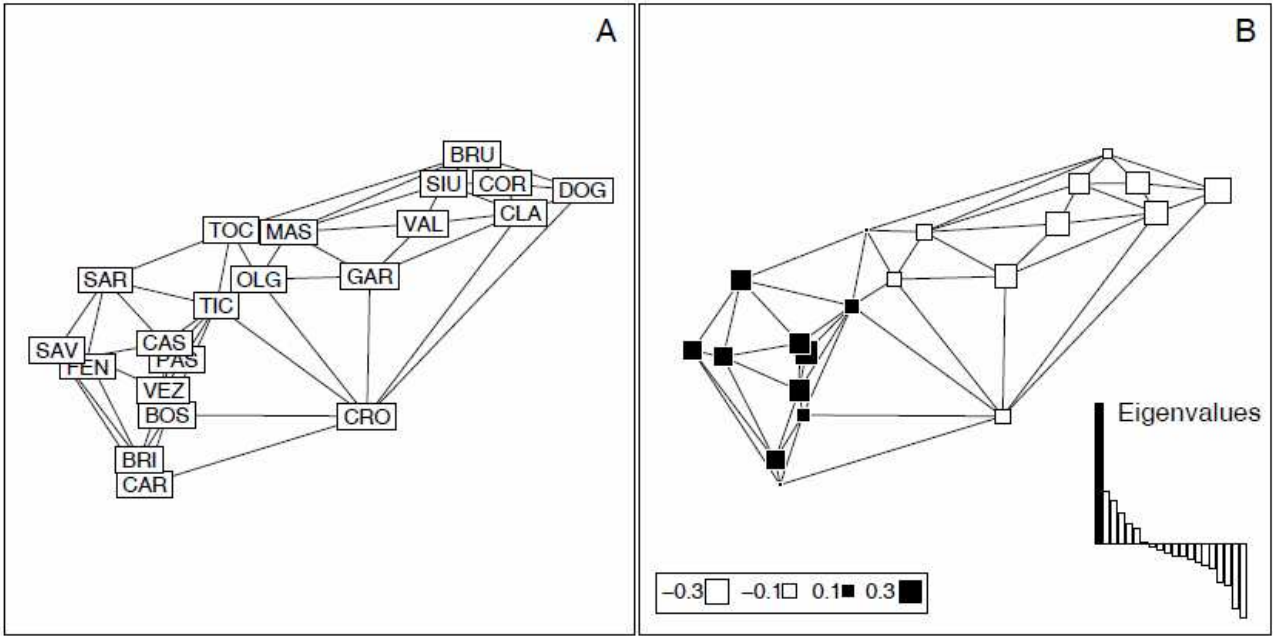 A
BRU
SIU COR
DOG
CLA
VAL
TOC MAS
SAR
OLG
GAR
TIC
CAS
SAV
PAS
FEN
VEZ
BOS
CRO
BRI
CAR
B
Eigenvalues
−0.3 −0.1 0.1 0.3